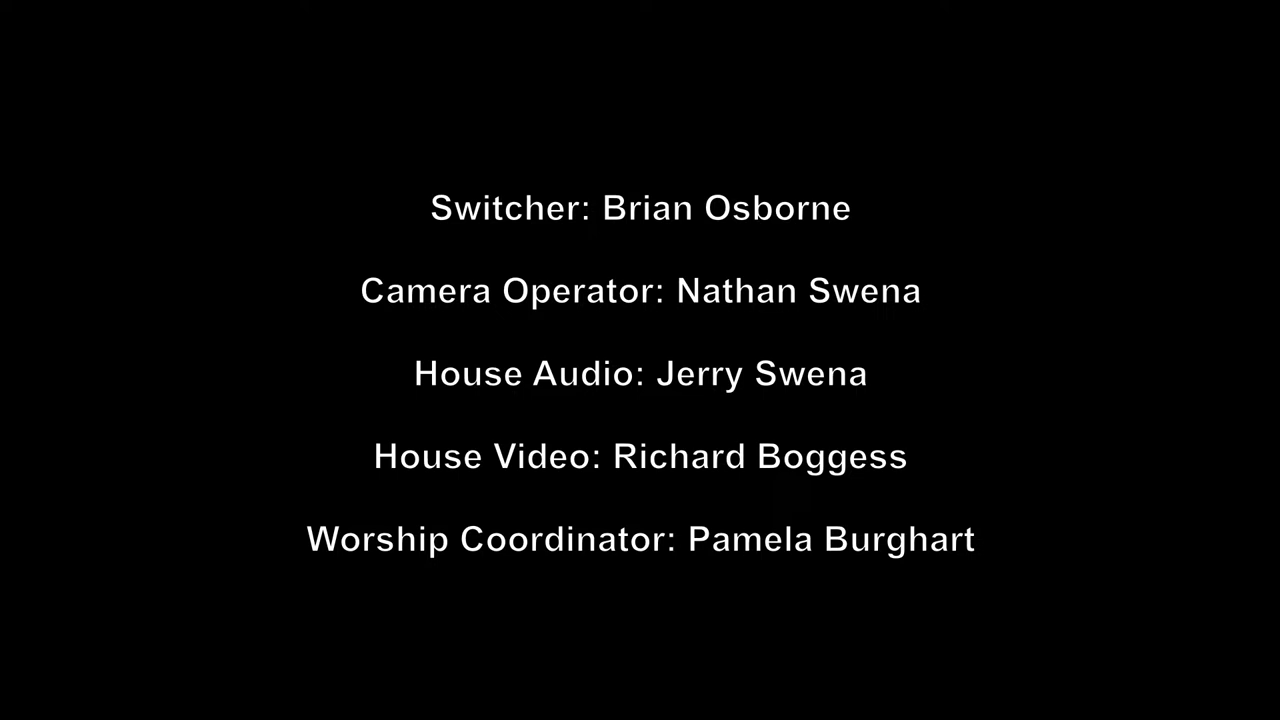 Switcher: Brian Osborne
Camera Operator: Nathan Swena
House Audio: Jerry Swena
House Video: Richard Boggess
Worship Coordinator: Pamela Burghart